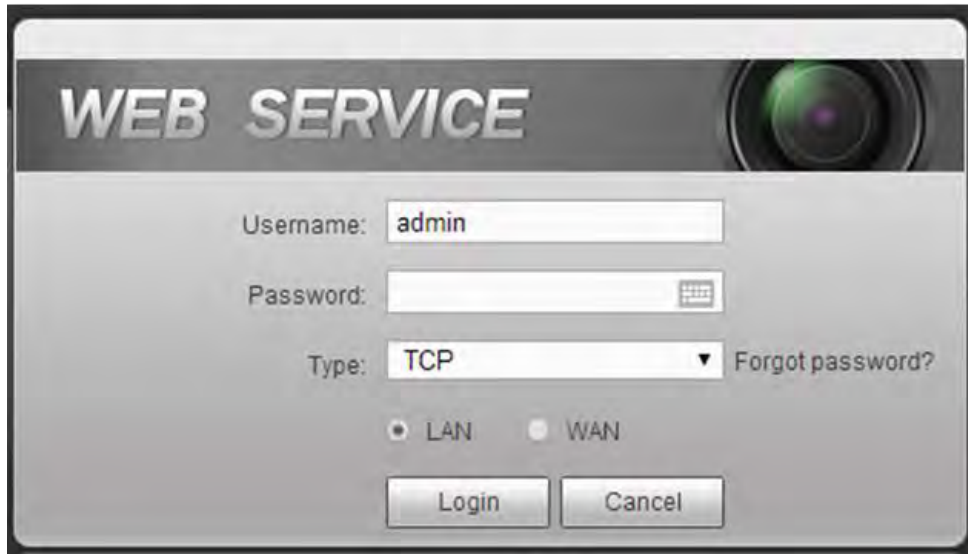 WEB SERVICE
Username: admin
Password:
Type: TCP Forgot password?
LAN WAN
Login Cancel